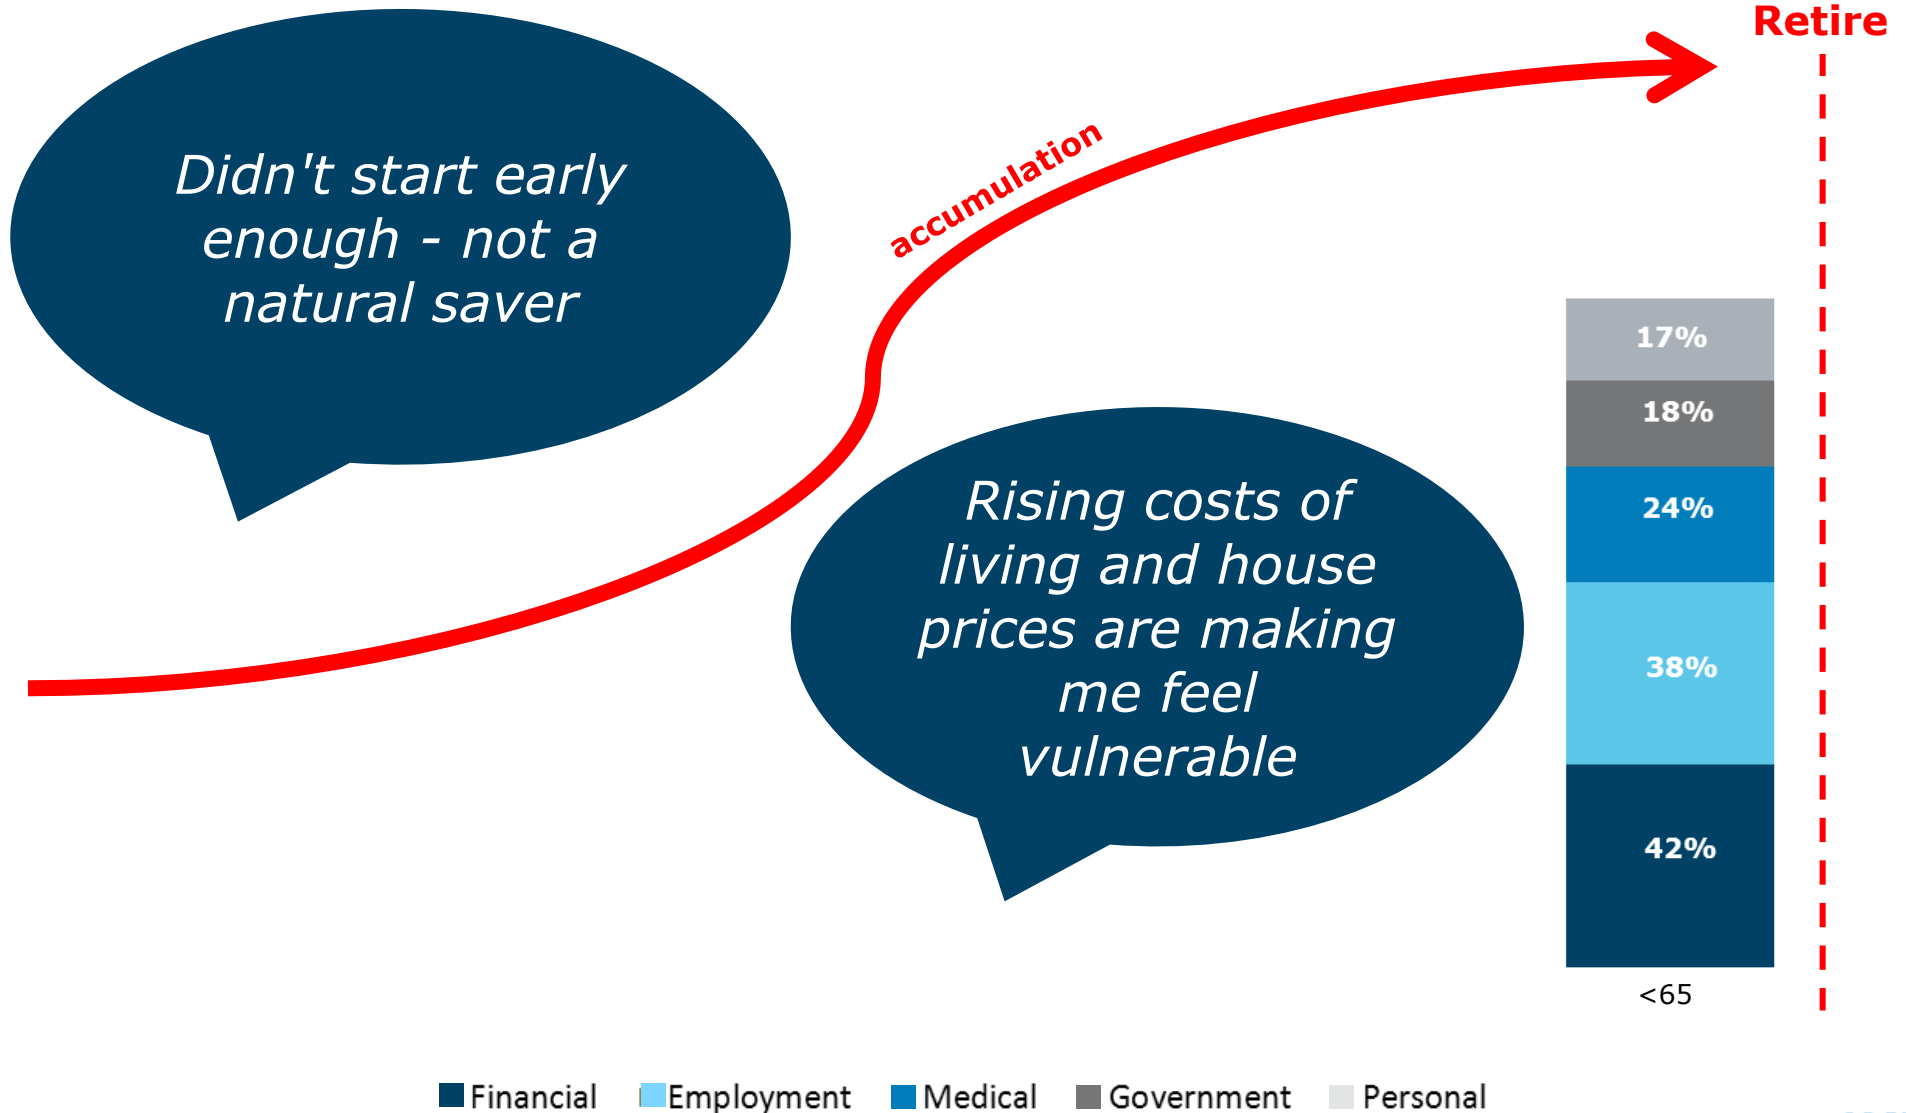 Retire
accumulation
Didn't start early
enough - not a
natural saver
Rising costs of
living and house
prices are making
me feel
vulnerable
17%
18%
24%
38%
42%
<65
Financial
Employment
Medical
Government
Personal